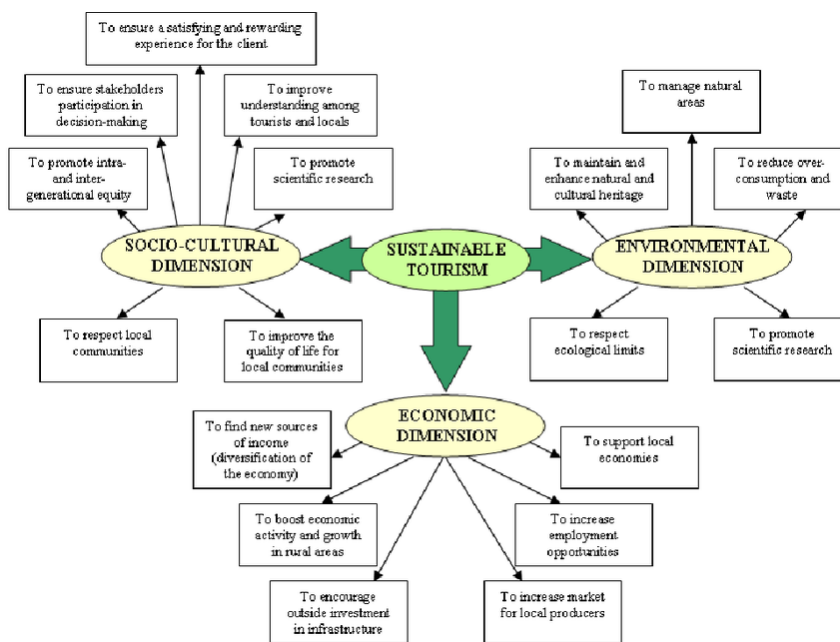 To ensure a satisfying and rewarding
experience for the client
To ensure stakeholders
participation in
decision-making
To improve
understanding among
tourists and locals
To promote intra-
and inter-
generational equity
To promote
scientific research
SOCIO-CULTURAL
DIMENSION
To respect local
communities
To improve the
quality of life for
local communities
SUSTAINABLE
TOURISM
To manage natural
areas
To maintain and
enhance natural and
cultural heritage
To reduce over-
consumption and
waste
ENVIRONMENTAL
DIMENSION
To respect
ecological limits
To promote
scientific research
ECONOMIC
DIMENSION
To find new sources
of income
(diversification of
the economy)
To support local
economies
To boost economic
activity and growth
in rural areas
To increase
employment
opportunities
To encourage
outside investment
in infrastructure
To increase market
for local producers